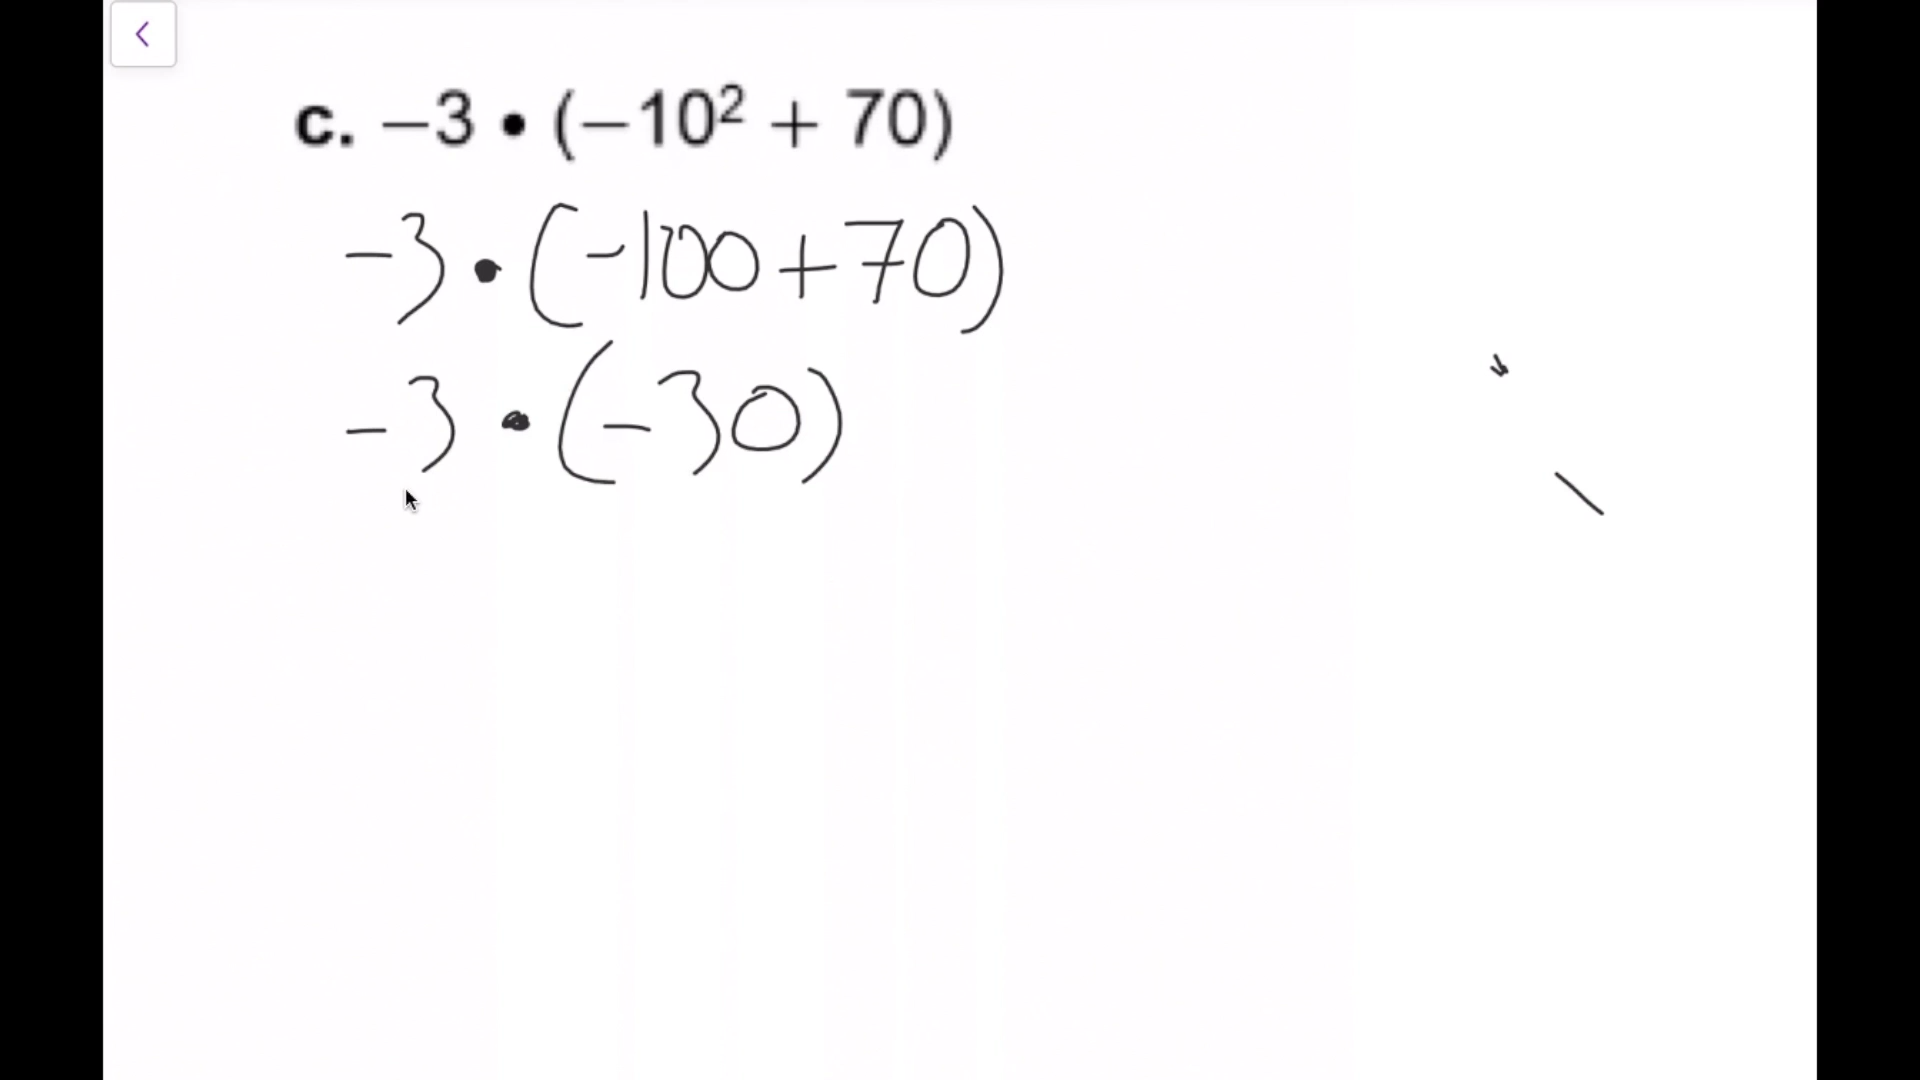 c. −3 • (−10² + 70)
-3 • (-100+70)
-3 • (-30)